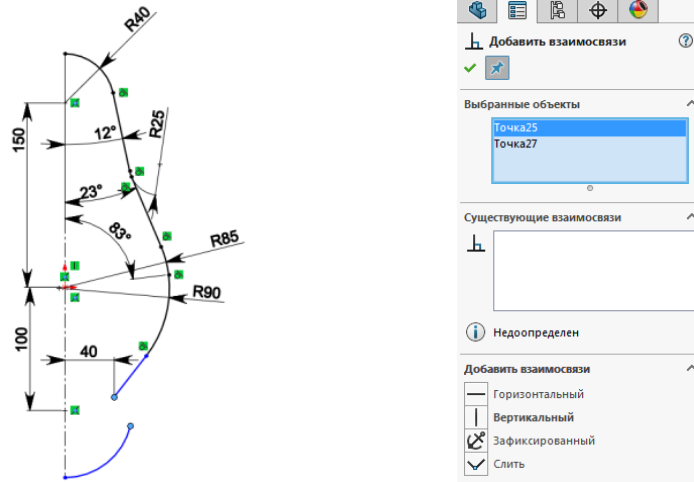 R40
150
12°
R25
23°
83°
R85
R90
100
40
Добавить взаимосвязи
Выбранные объекты
Точка25
Точка27
Существующие взаимосвязи
Недоопределен
Добавить взаимосвязи
Горизонтальный
Вертикальный
Зафиксированный
Слить